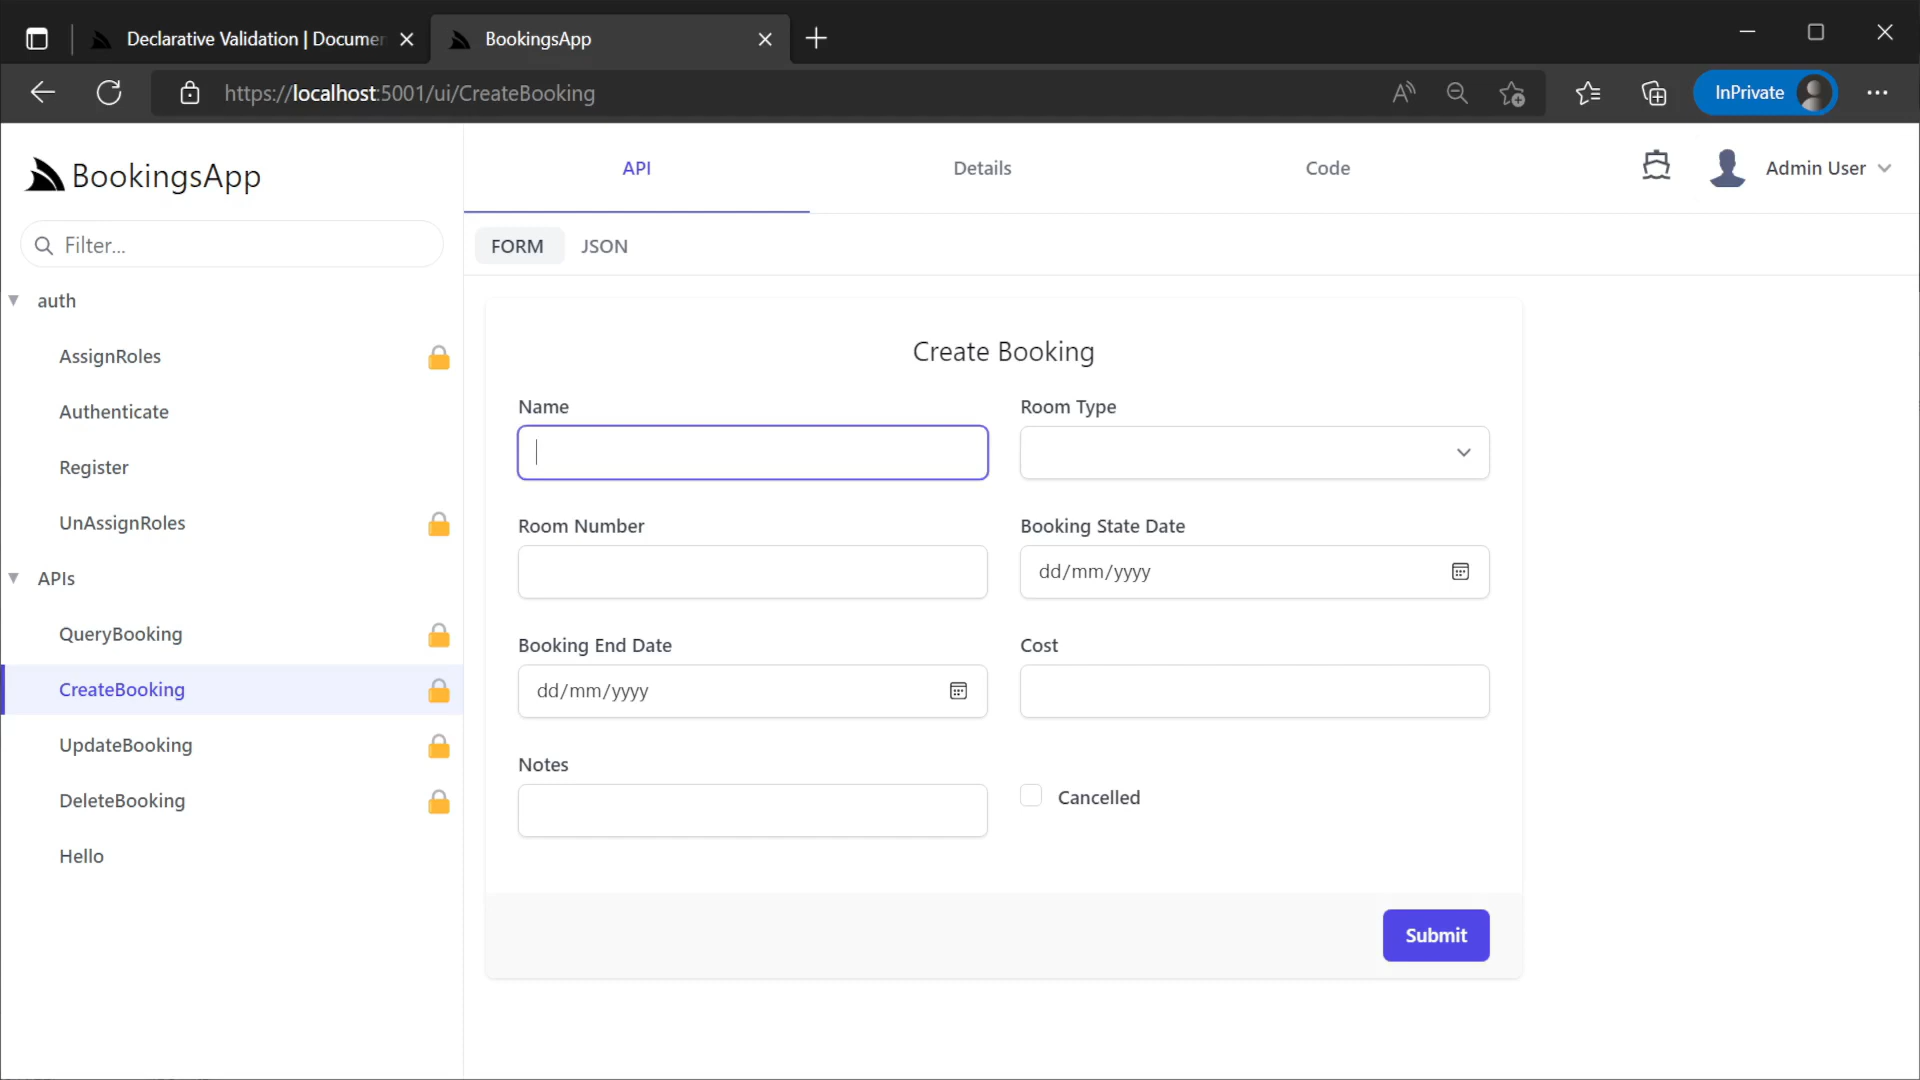 Declarative Validation | Documen
BookingsApp
https://localhost:5001/ui/CreateBooking
InPrivate
BookingsApp
API
Details
Code
Admin User
Filter...
FORM
JSON
auth
AssignRoles
Authenticate
Register
UnAssignRoles
APIs
QueryBooking
CreateBooking
UpdateBooking
DeleteBooking
Hello
Create Booking
Name
Room Type
Room Number
Booking State Date
dd/mm/yyyy
Booking End Date
Cost
dd/mm/yyyy
Notes
Cancelled
Submit